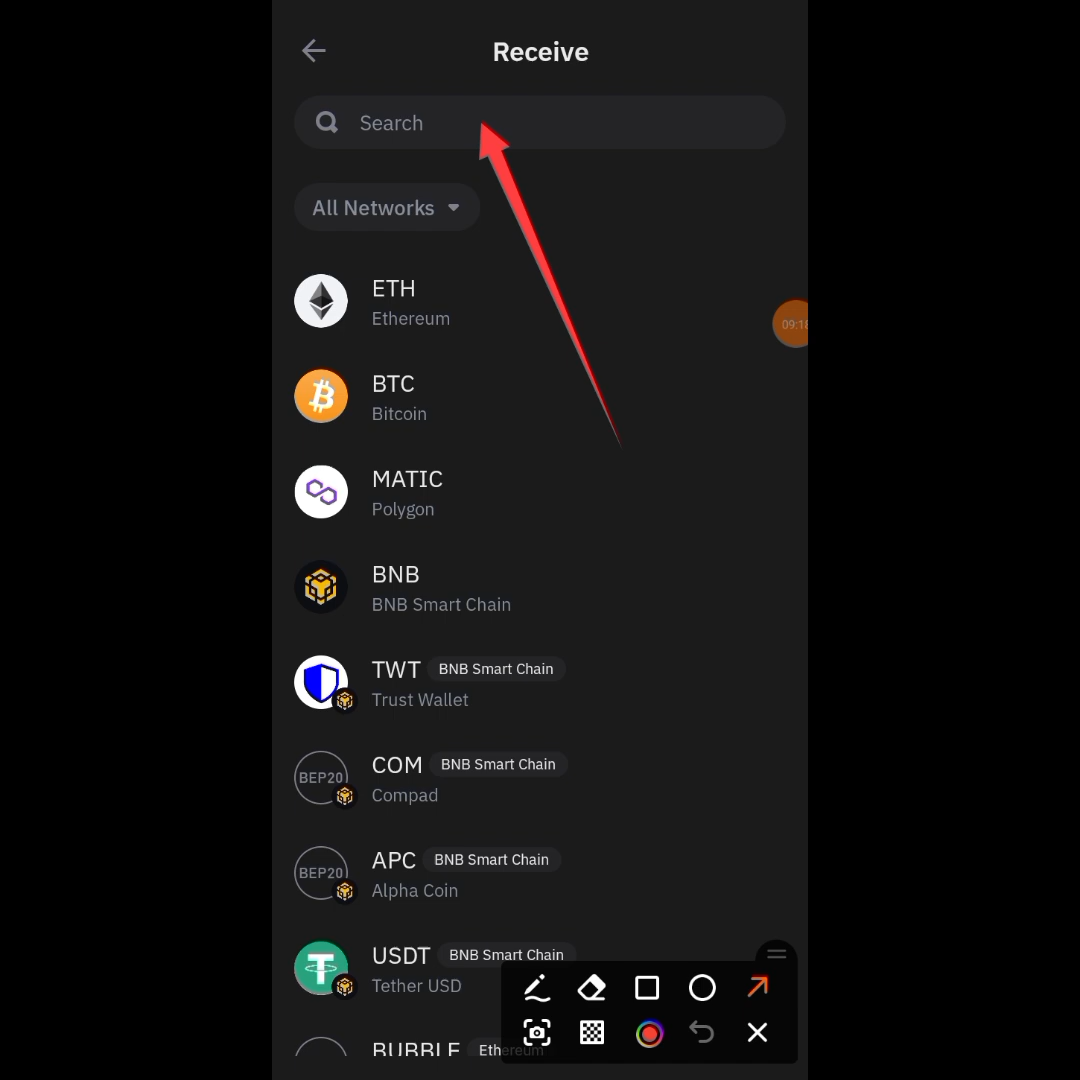 Receive
Search
All Networks
ETH
Ethereum
BTC
Bitcoin
09:18
MATIC
Polygon
BNB
BNB Smart Chain
TWT BNB Smart Chain
Trust Wallet
BEP20 COM BNB Smart Chain
Compad
BEP20 APC BNB Smart Chain
Alpha Coin
USDT BNB Smart Chain
Tether USD
BUBBLE Ethereum